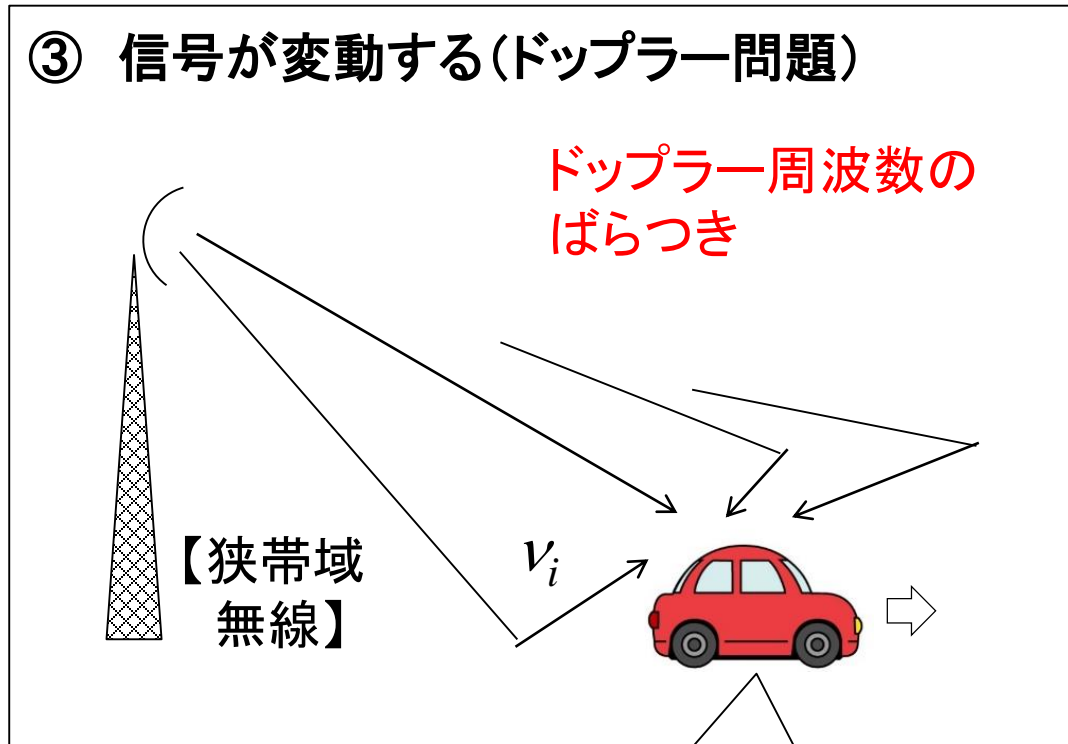 ③ 信号が変動する(ドップラー問題)
ドップラー周波数の
ばらつき
【狭帯域
無線】
ν_i